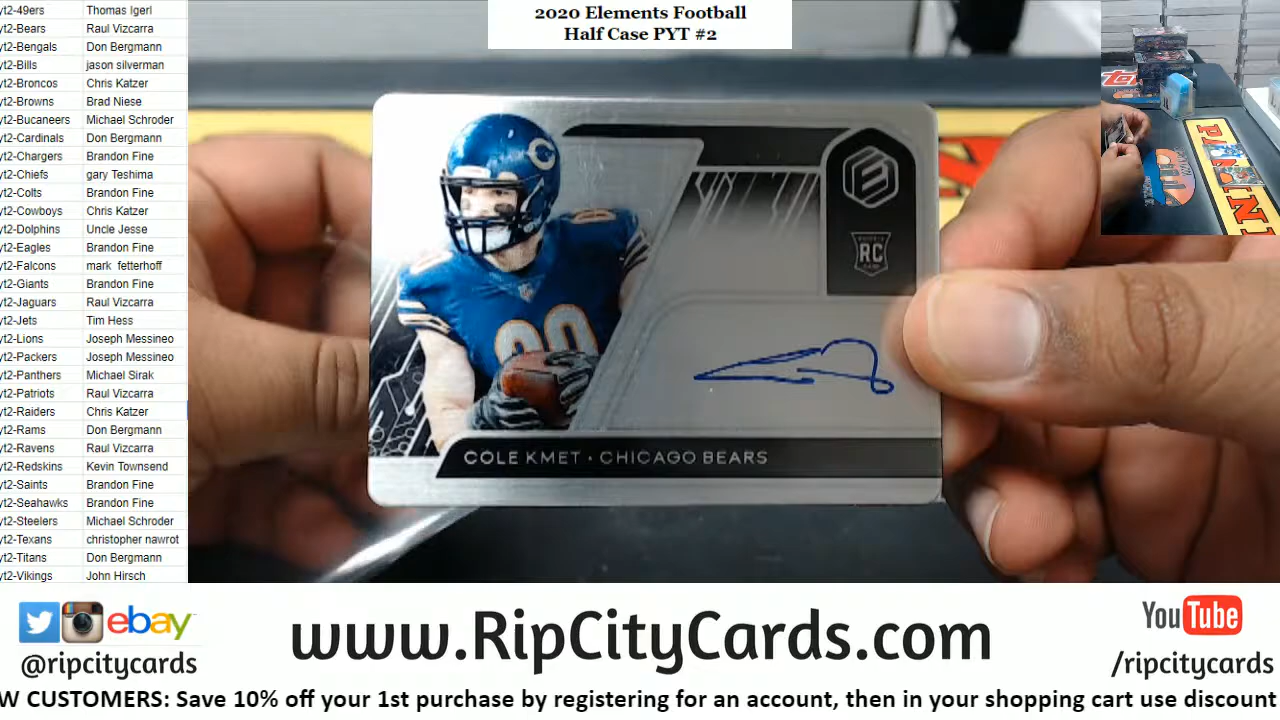 2020 Elements Football
Half Case PYT #2
yt2-49ers Thomas Igerl
yt2-Bears Raul Vizcarra
yt2-Bengals Don Bergmann
yt2-Bills jason silverman
yt2-Broncos Chris Katzer
yt2-Browns Brad Niese
yt2-Bucaneers Michael Schroder
yt2-Cardinals Don Bergmann
yt2-Chargers Brandon Fine
yt2-Chiefs gary Teshima
yt2-Colts Brandon Fine
yt2-Cowboys Chris Katzer
yt2-Dolphins Uncle Jesse
yt2-Eagles Brandon Fine
yt2-Falcons mark fetterhoff
yt2-Giants Brandon Fine
yt2-Jaguars Raul Vizcarra
yt2-Jets Tim Hess
yt2-Lions Joseph Messineo
yt2-Packers Joseph Messineo
yt2-Panthers Michael Sirak
yt2-Patriots Raul Vizcarra
yt2-Raiders Chris Katzer
yt2-Rams Don Bergmann
yt2-Ravens Raul Vizcarra
yt2-Redskins Kevin Townsend
yt2-Saints Brandon Fine
yt2-Seahawks Brandon Fine
yt2-Steelers Michael Schroder
yt2-Texans christopher nawrot
yt2-Titans Don Bergmann
yt2-Vikings John Hirsch
RC
COLE KMET • CHICAGO BEARS
PANINI
ebay
@ripcitycards
www.RipCityCards.com
YouTube
/ripcitycards
W CUSTOMERS: Save 10% off your 1st purchase by registering for an account, then in your shopping cart use discount